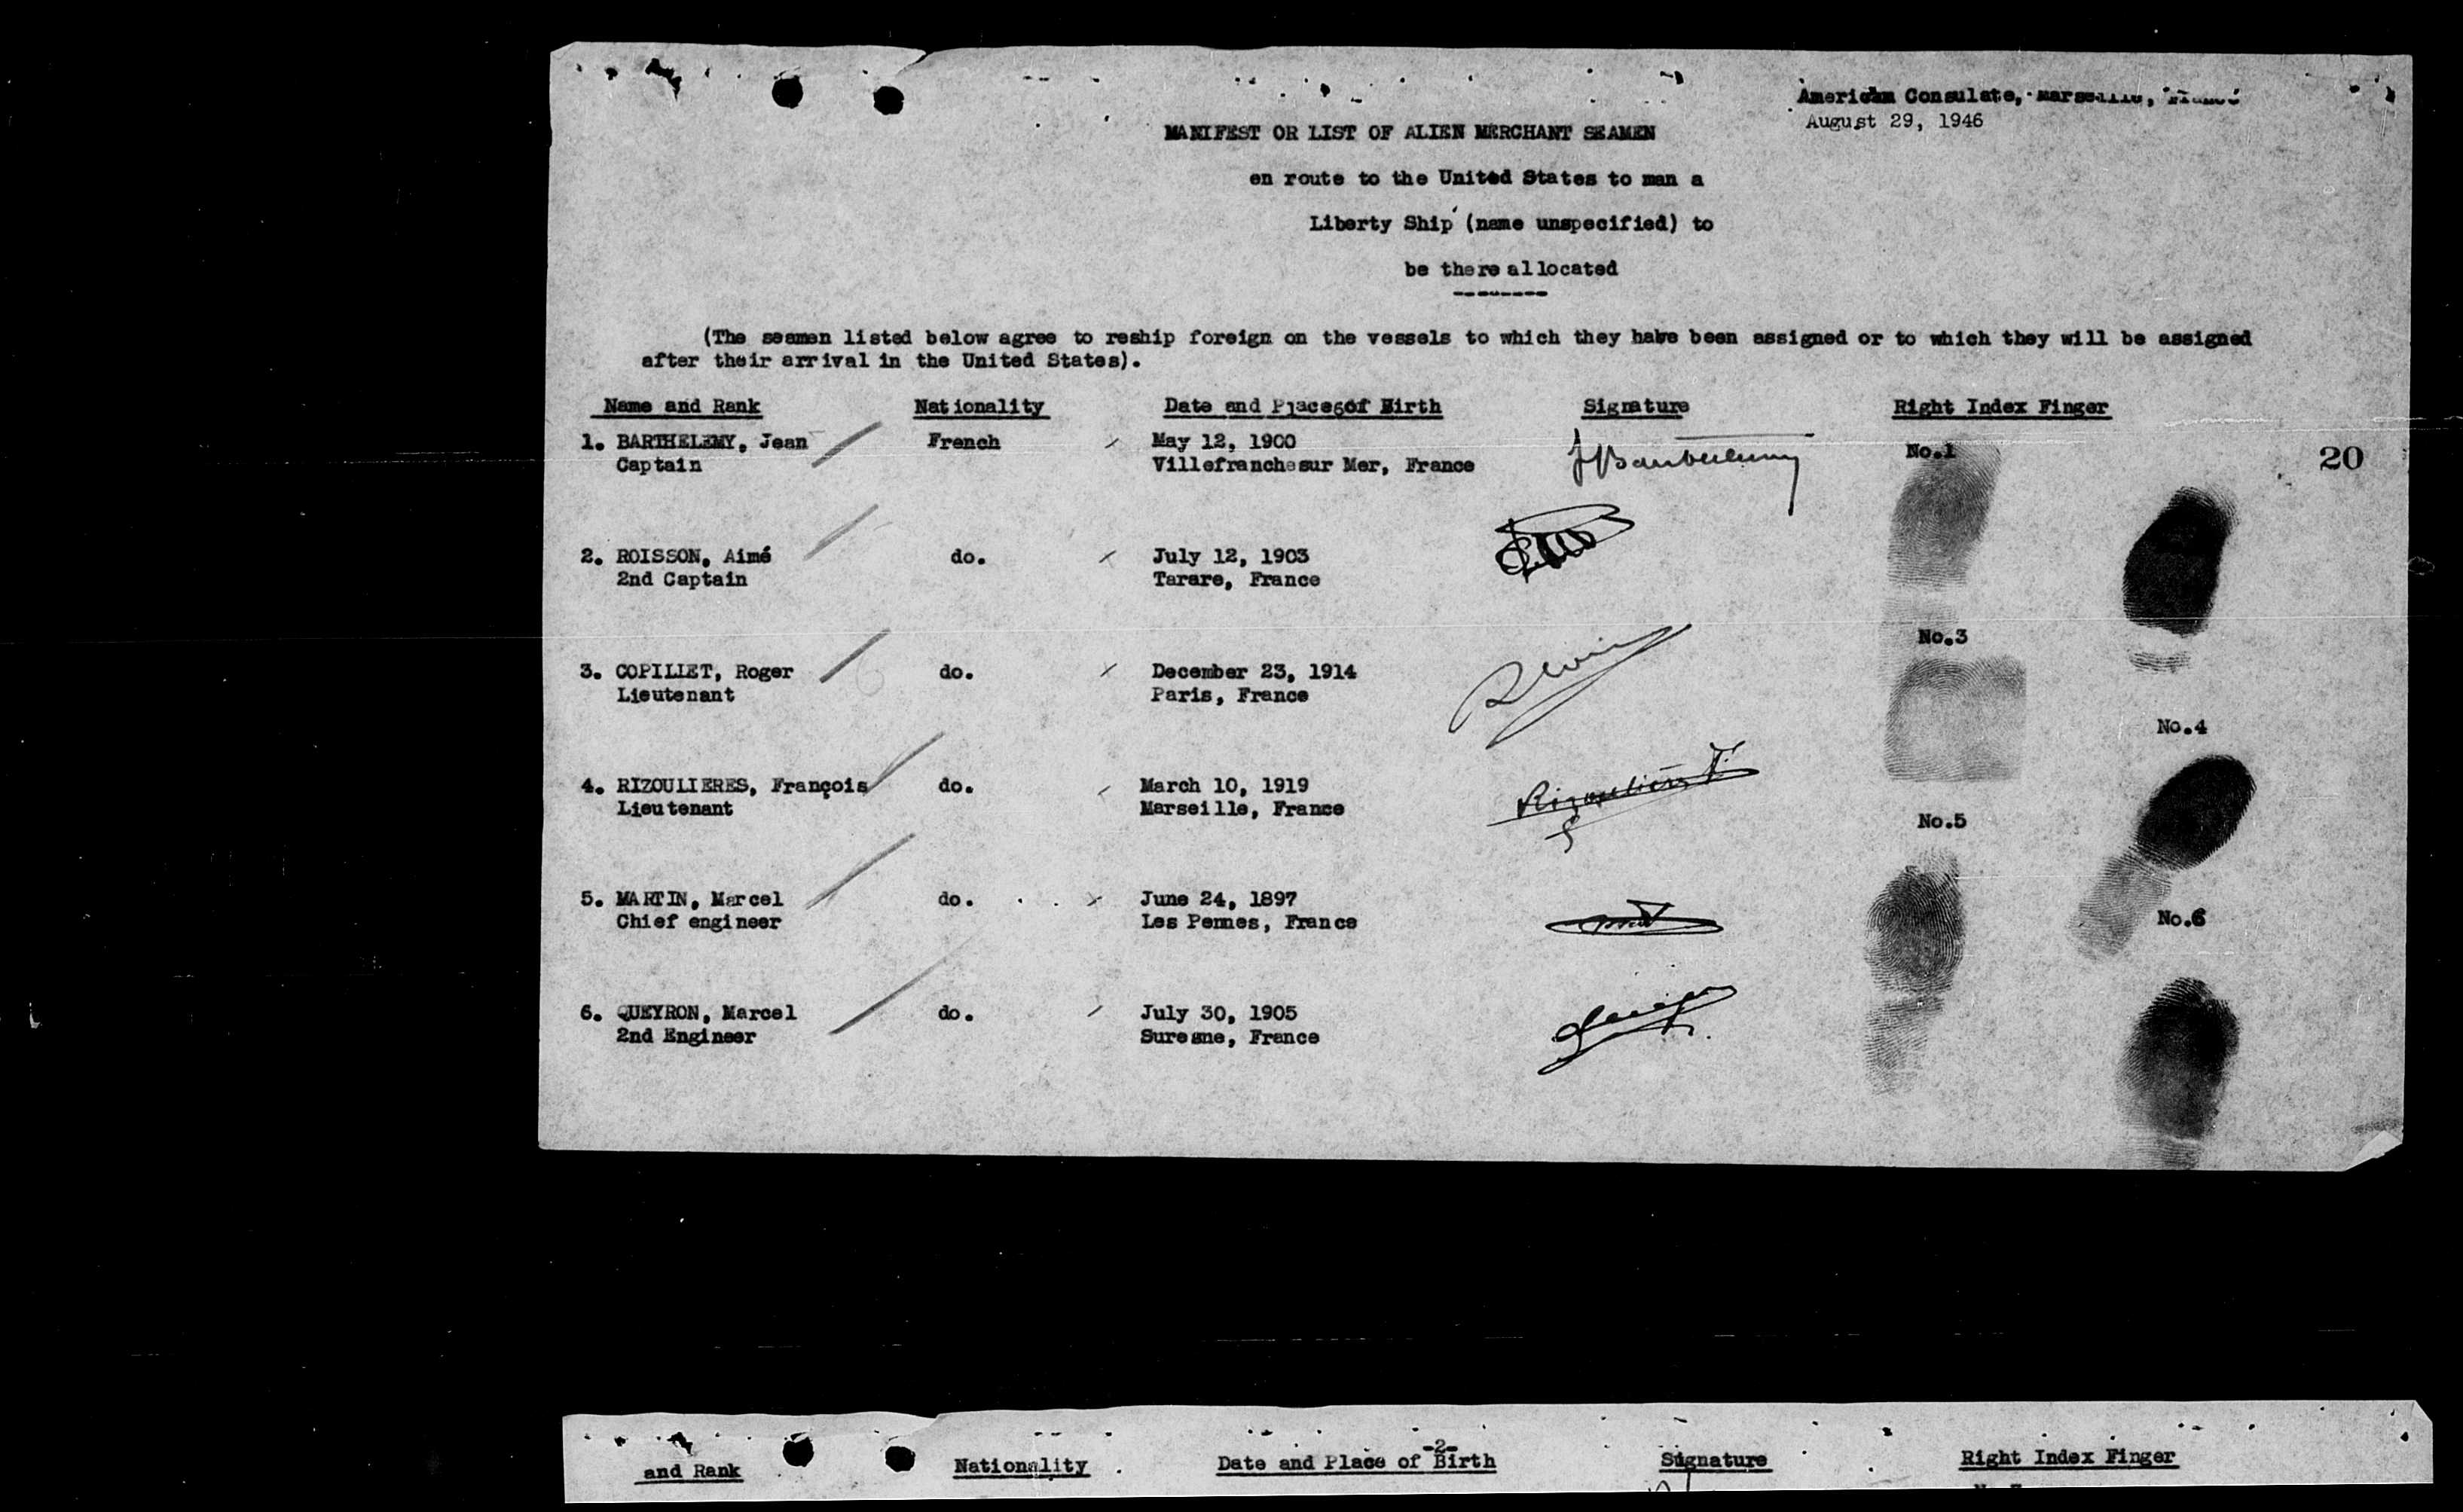 American Consulate, Marseille, France
August 29, 1946
MANIFEST OR LIST OF ALIEN MERCHANT SEAMEN
en route to the United States to man a
Liberty Ship (name unspecified) to
be there allocated
(The seamen listed below agree to reship foreign on the vessels to which they have been assigned or to which they will be assigned
after their arrival in the United States).
Name and Rank Nationality Date and Places of Birth Signature Right Index Finger
1. BARTHELEMY, Jean French May 12, 1900 JBarthelemy No.1
Captain Villefranche sur Mer, France 20
2. ROISSON, Aimé do. July 12, 1903
2nd Captain Tarare, France
No.3
3. COPILLET, Roger do. December 23, 1914
Lieutenant Paris, France
No.4
4. RIZOULIERES, François do. March 10, 1919 Rizoulières F.
Lieutenant Marseille, France
No.5
5. MARTIN, Marcel do. June 24, 1897
Chief engineer Les Pennes, France No.6
6. QUEYRON, Marcel do. July 30, 1905
2nd Engineer Suresne, France
-2-
and Rank Nationality Date and Place of Birth Signature Right Index Finger